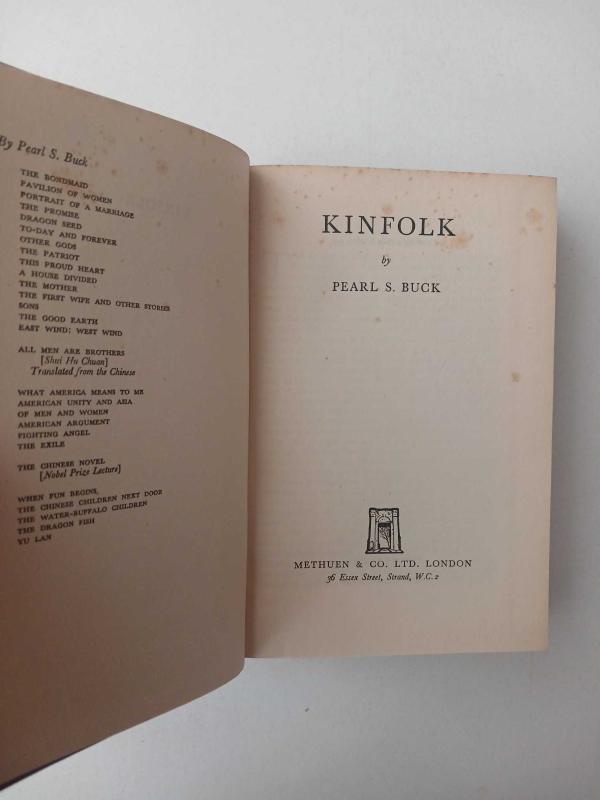 By Pearl S. Buck
THE BONDMAID
PAVILION OF WOMEN
PORTRAIT OF A MARRIAGE
THE PROMISE
DRAGON SEED
TO-DAY AND FOREVER
OTHER GODS
THE PATRIOT
THIS PROUD HEART
A HOUSE DIVIDED
THE MOTHER
THE FIRST WIFE AND OTHER STORIES
SONS
THE GOOD EARTH
EAST WIND: WEST WIND
ALL MEN ARE BROTHERS
[Shui Hu Chuan]
Translated from the Chinese
WHAT AMERICA MEANS TO ME
AMERICAN UNITY AND ASIA
OF MEN AND WOMEN
AMERICAN ARGUMENT
FIGHTING ANGEL
THE EXILE
THE CHINESE NOVEL
[Nobel Prize Lecture]
WHEN FUN BEGINS,
THE CHINESE CHILDREN NEXT DOOR
THE WATER-BUFFALO CHILDREN
THE DRAGON FISH
YU LAN
KINFOLK
by
PEARL S. BUCK
METHUEN & CO. LTD. LONDON
36 Essex Street, Strand, W.C.2